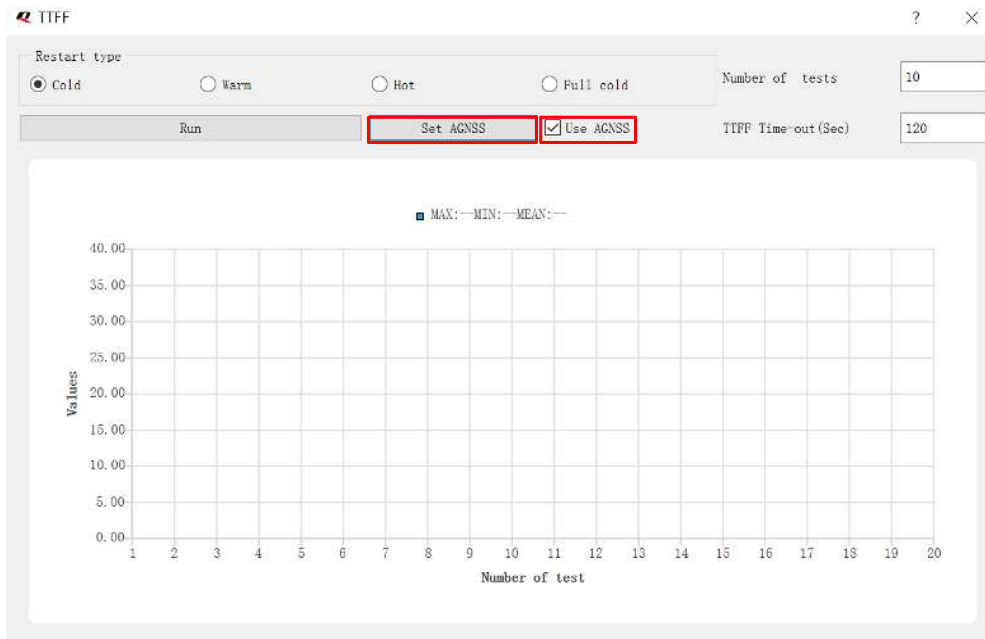 TTFF
?
Restart type
Cold
Warm
Hot
Full cold
Number of tests
10
Run
Set AGNSS
Use AGNSS
TTFF Time-out(Sec)
120
MAX:--MIN:--MEAN:--
40.00
35.00
30.00
25.00
20.00
15.00
10.00
5.00
0.00
Values
1 2 3 4 5 6 7 8 9 10 11 12 13 14 15 16 17 18 19 20
Number of test